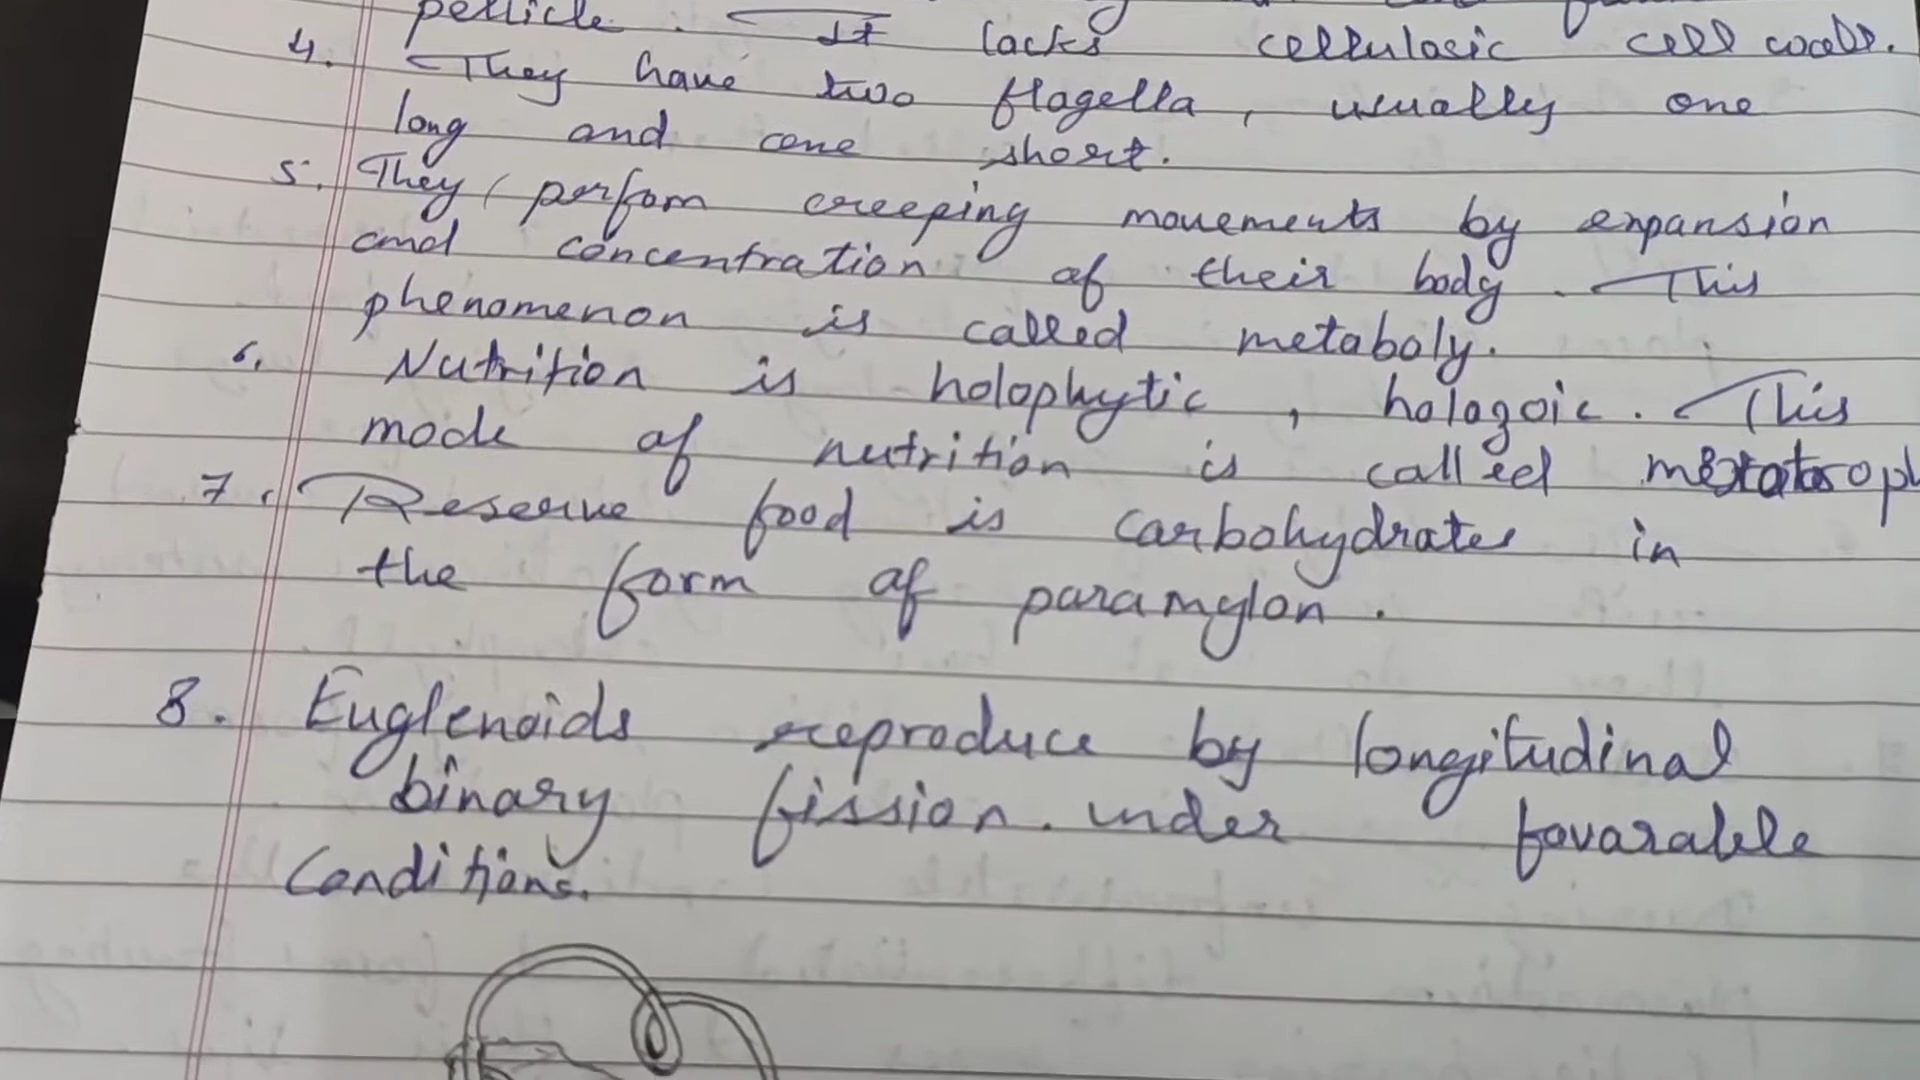 pellicle. It lacks cellulosic cell wall.
4. They have two flagella, usually one
long and one short.
5. They perfom creeping movements by expansion
and concentration of their body. This
phenomenon is called metaboly.
6. Nutrition is holophytic, holozoic. This
mode of nutrition is called
7. Reserve food is carbohydrates in
the form of paramylon.
8. Euglenoids reproduce by longitudinal
binary fission. under favarable
Conditions.